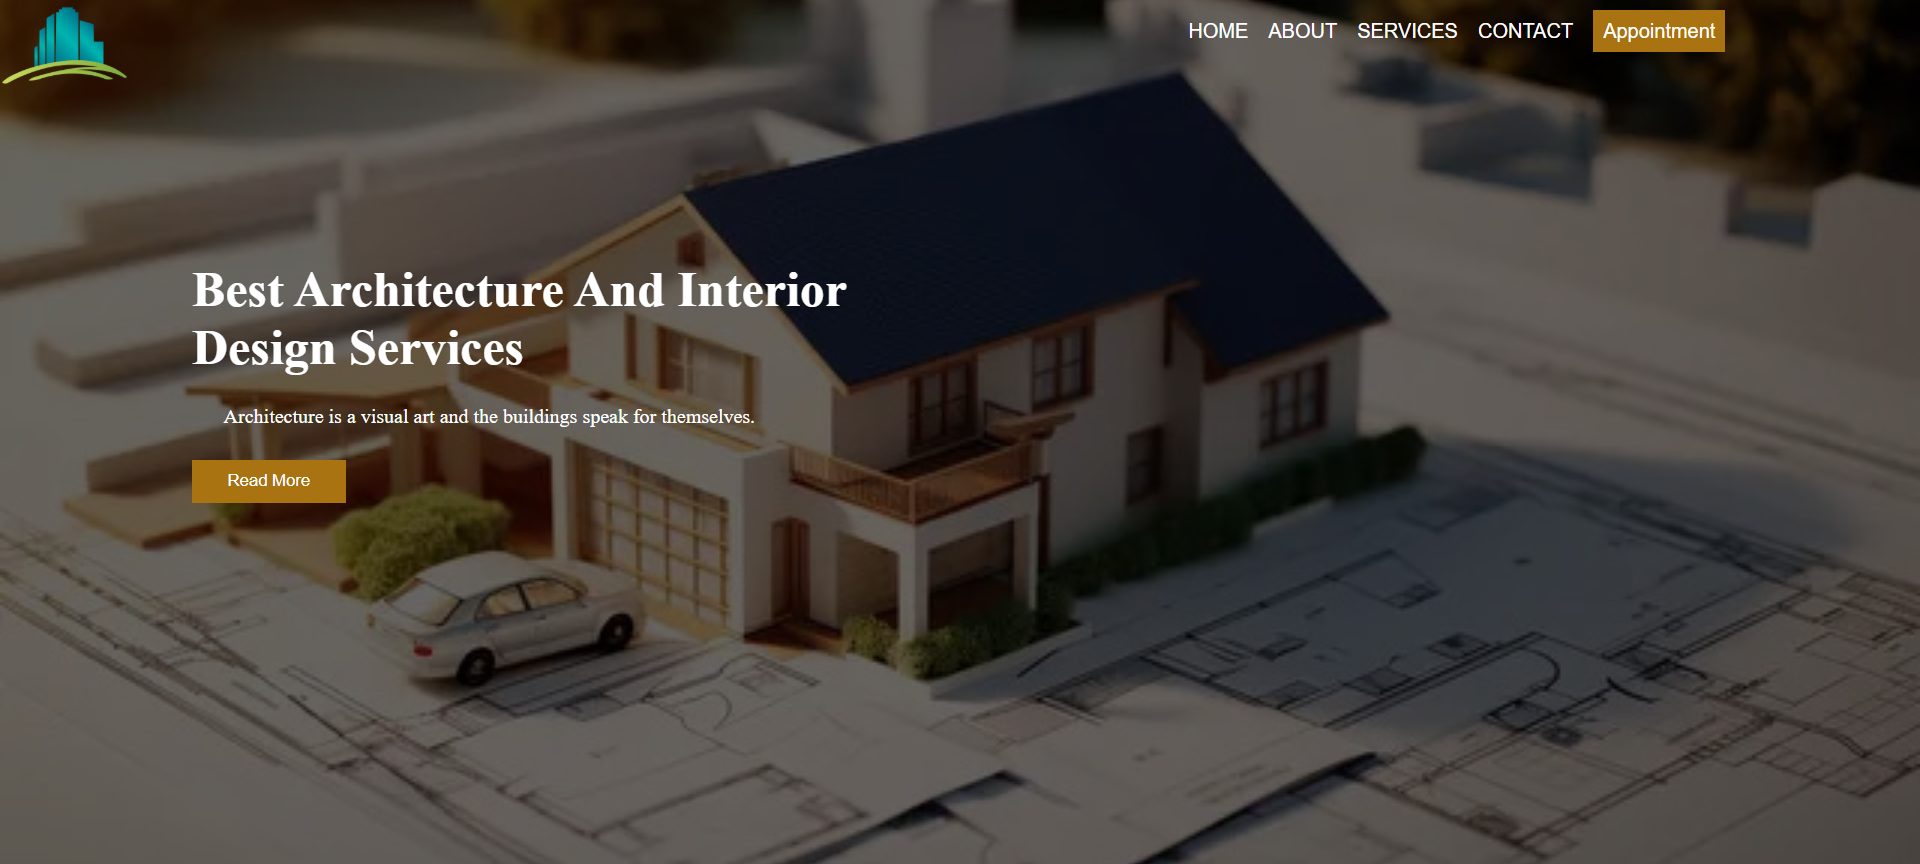 HOME ABOUT SERVICES CONTACT Appointment
Best Architecture And Interior
Design Services
Architecture is a visual art and the buildings speak for themselves.
Read More